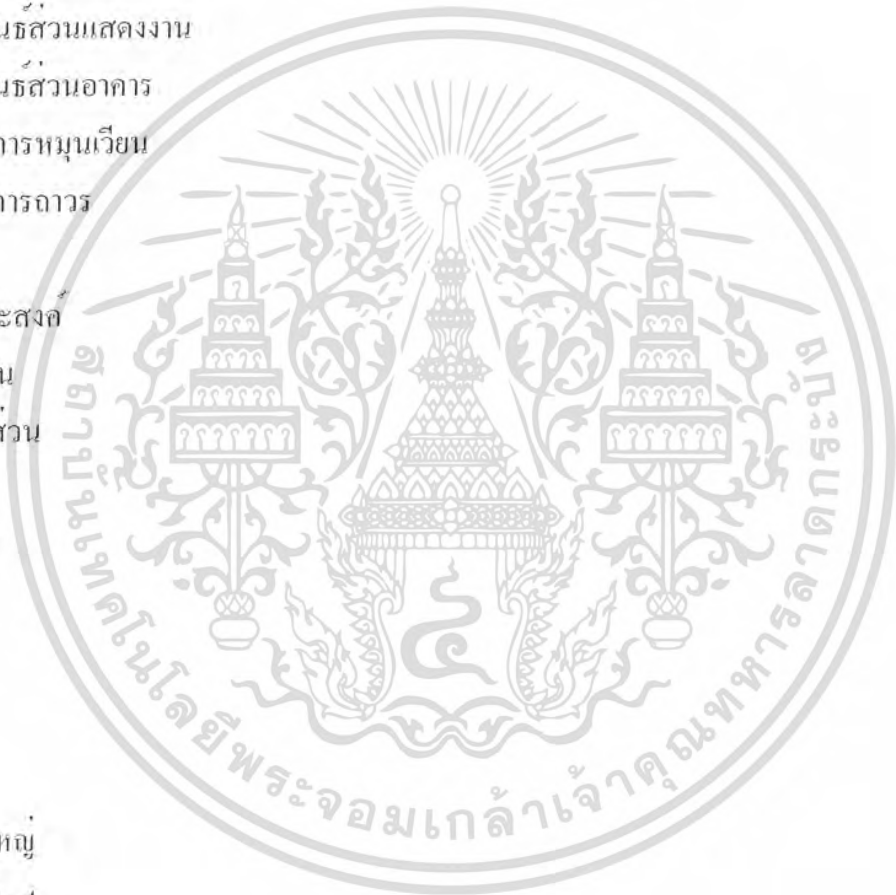 นธ์ส่วนแสดงงาน
นธ์ส่วนอาคาร
การหมุนเวียน
การถาวร
ะสงค์
น
ส่วน
หญ่
สถาบันเทคโนโลยีพระจอมเกล้าเจ้าคุณทหารลาดกระบัง
๔